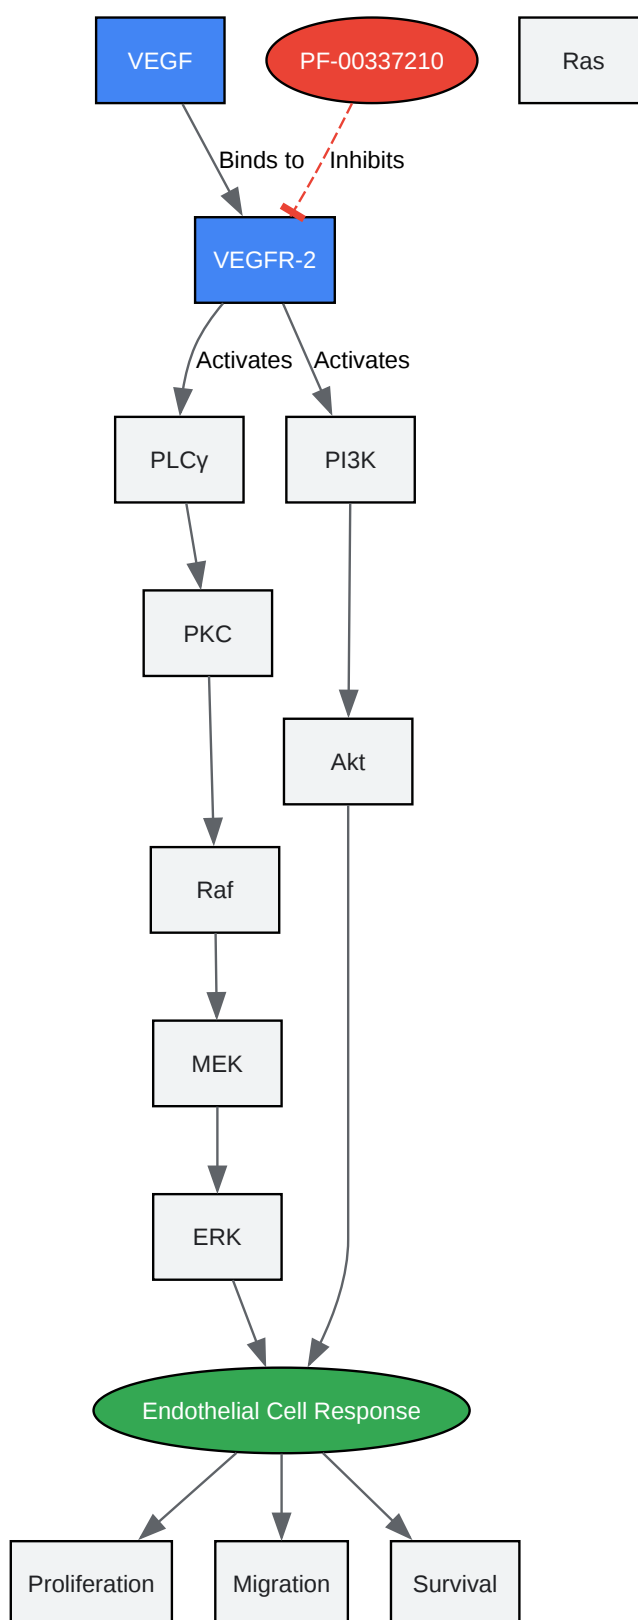 VEGF
PF-00337210
Ras
Binds to
Inhibits
VEGFR-2
Activates
Activates
PLCγ
PI3K
PKC
Akt
Raf
MEK
ERK
Endothelial Cell Response
Proliferation
Migration
Survival